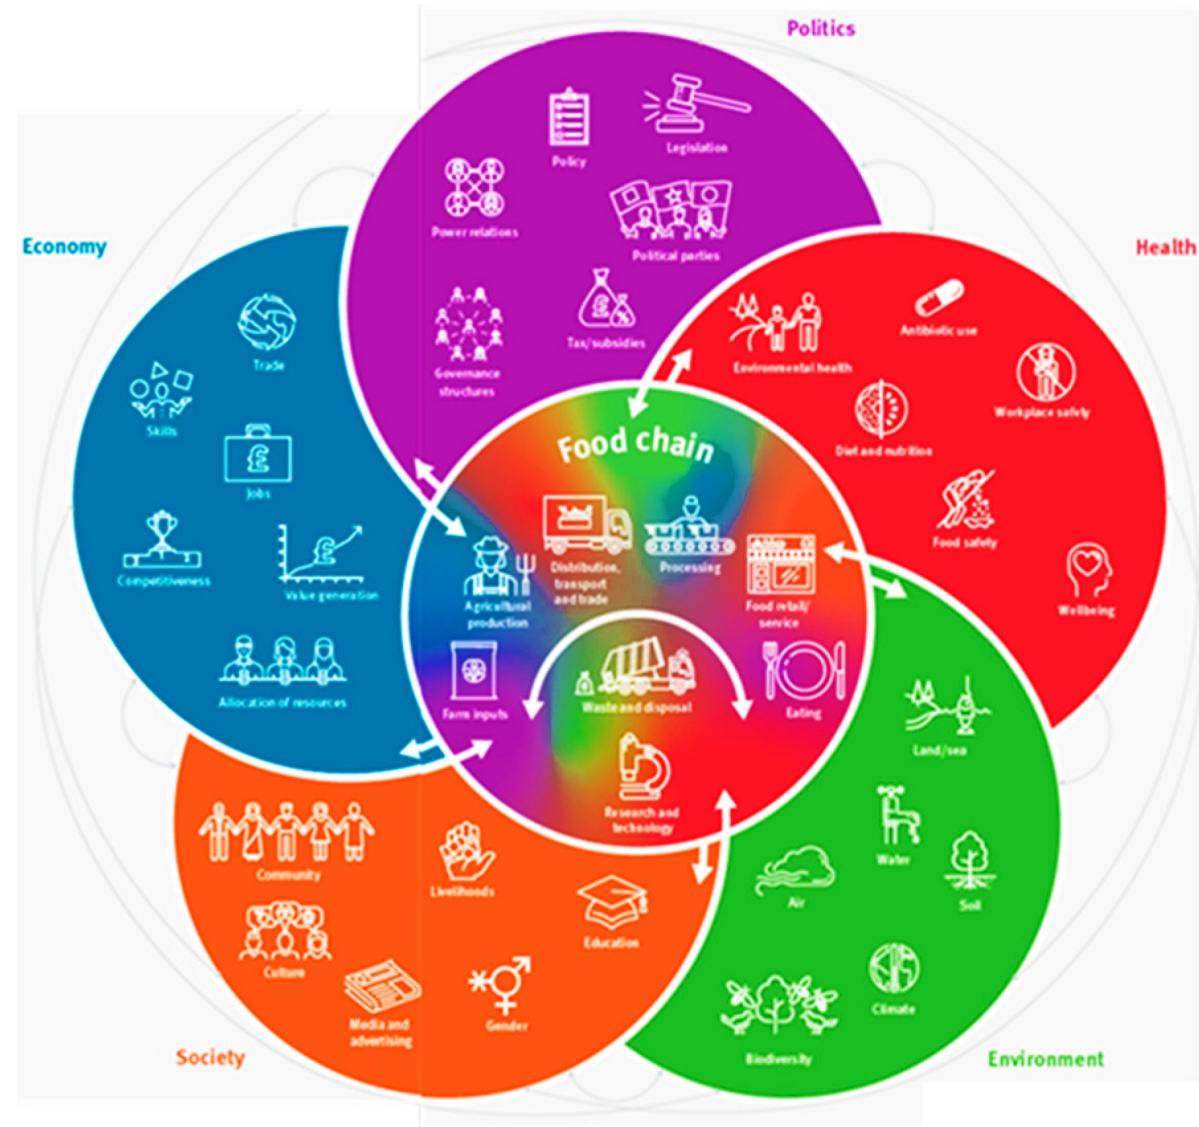 Politics
Policy
Legislation
Power relations
Political parties
Governance
structures
Tax/subsidies
Economy
Trade
Skills
Jobs
Competitiveness
Value generation
Allocation of resources
Health
Environmental health
Antibiotic use
Workplace safety
Diet and nutrition
Food safety
Wellbeing
Food chain
Agricultural
production
Distribution,
transport
and trade
Processing
Food retail/
service
Farm inputs
Waste and disposal
Eating
Research and
technology
Society
Community
Livelihoods
Education
Culture
Media and
advertising
Gender
Environment
Land/sea
Water
Air
Soil
Climate
Biodiversity
£
£
£
%